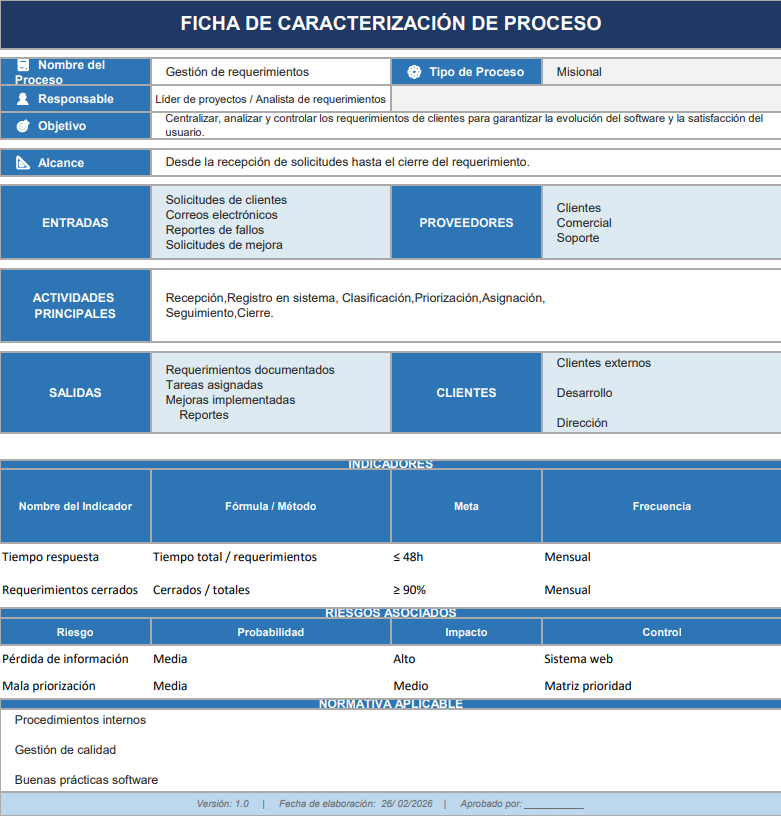 FICHA DE CARACTERIZACIÓN DE PROCESO
Nombre del
Proceso
Gestión de requerimientos
Tipo de Proceso
Misional
Responsable
Líder de proyectos / Analista de requerimientos
Objetivo
Centralizar, analizar y controlar los requerimientos de clientes para garantizar la evolución del software y la satisfacción del
usuario.
Alcance
Desde la recepción de solicitudes hasta el cierre del requerimiento.
ENTRADAS
Solicitudes de clientes
Correos electrónicos
Reportes de fallos
Solicitudes de mejora
PROVEEDORES
Clientes
Comercial
Soporte
ACTIVIDADES
PRINCIPALES
Recepción,Registro en sistema, Clasificación,Priorización,Asignación,
Seguimiento,Cierre.
SALIDAS
Requerimientos documentados
Tareas asignadas
Mejoras implementadas
Reportes
CLIENTES
Clientes externos
Desarrollo
Dirección
INDICADORES
Nombre del Indicador Fórmula / Método Meta Frecuencia
Tiempo respuesta Tiempo total / requerimientos ≤ 48h Mensual
Requerimientos cerrados Cerrados / totales ≥ 90% Mensual
RIESGOS ASOCIADOS
Riesgo Probabilidad Impacto Control
Pérdida de información Media Alto Sistema web
Mala priorización Media Medio Matriz prioridad
NORMATIVA APLICABLE
Procedimientos internos
Gestión de calidad
Buenas prácticas software
Versión: 1.0 | Fecha de elaboración: 26/ 02/2026 | Aprobado por: ___________